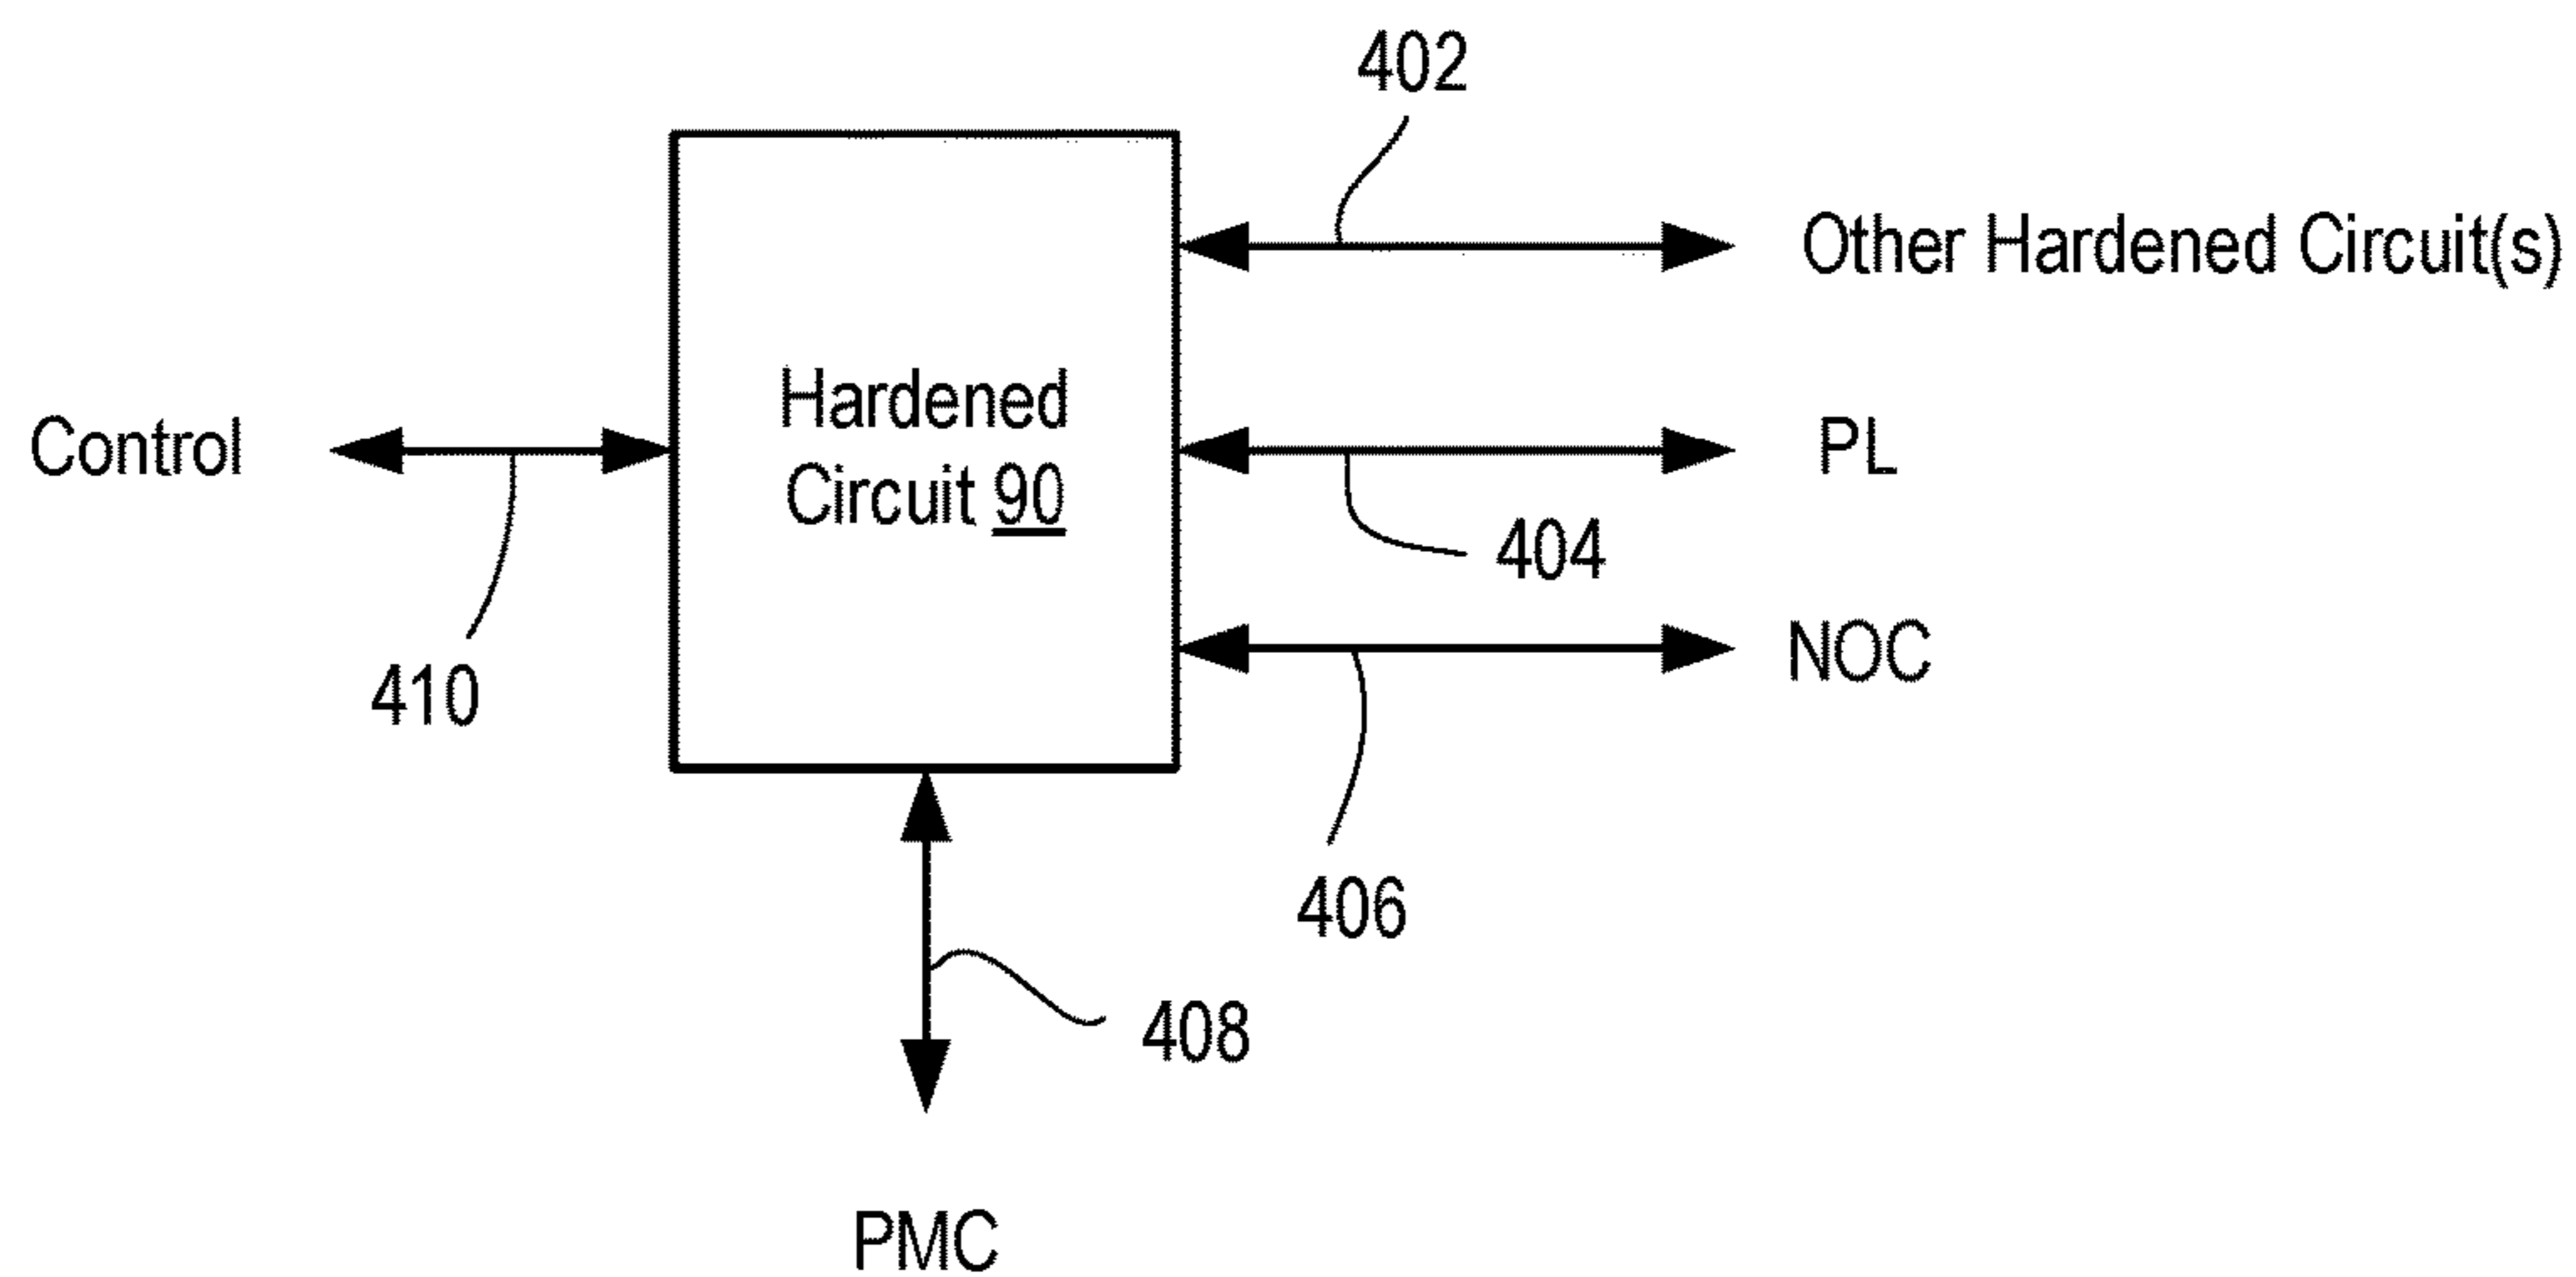 402
Other Hardened Circuit(s)
Hardened
Circuit 90
Control
PL
404
NOC
410
406
408
PMC